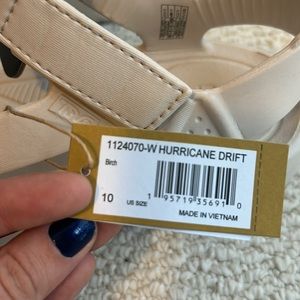 1124070-W HURRICANE DRIFT
Birch
10
US SIZE
1 95719 35691 0
MADE IN VIETNAM